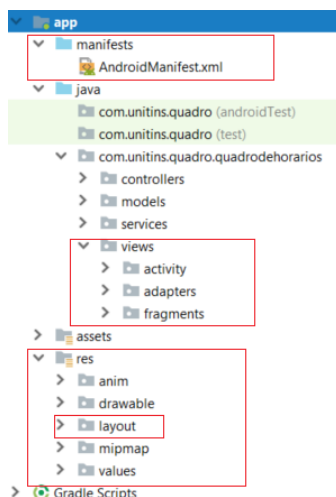 app
manifests
AndroidManifest.xml
java
com.unitins.quadro (androidTest)
com.unitins.quadro (test)
com.unitins.quadro.quadrodehorarios
controllers
models
services
views
activity
adapters
fragments
assets
res
anim
drawable
layout
mipmap
values
Gradle Scripts